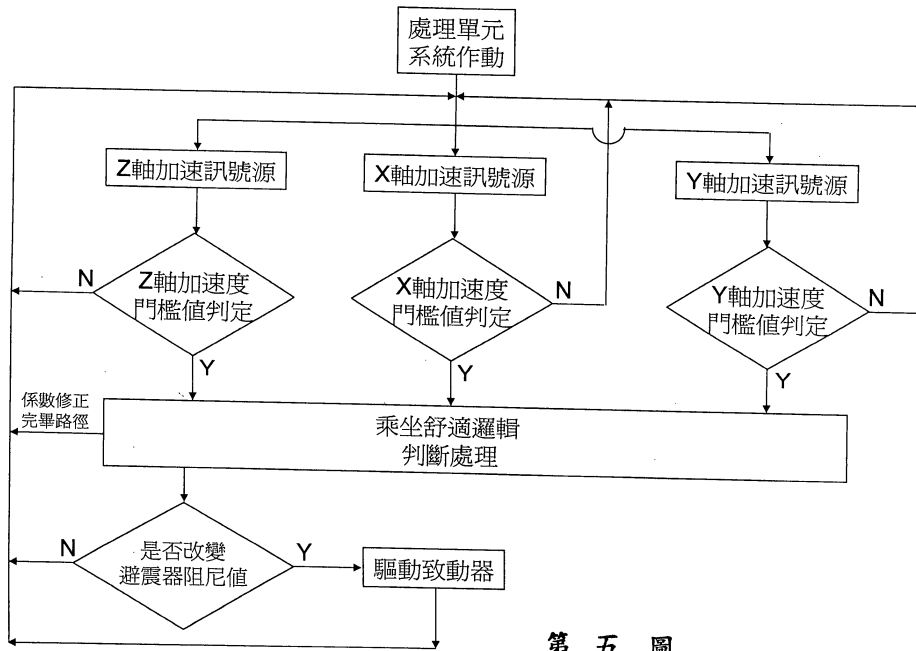 處理單元
系統作動
Z軸加速訊號源
X軸加速訊號源
Y軸加速訊號源
N
Z軸加速度
門檻值判定
Y
X軸加速度
門檻值判定
N
Y
Y軸加速度
門檻值判定
N
Y
係數修正
完畢路徑
乘坐舒適邏輯
判斷處理
N
是否改變
避震器阻尼值
Y
驅動致動器
第五圖